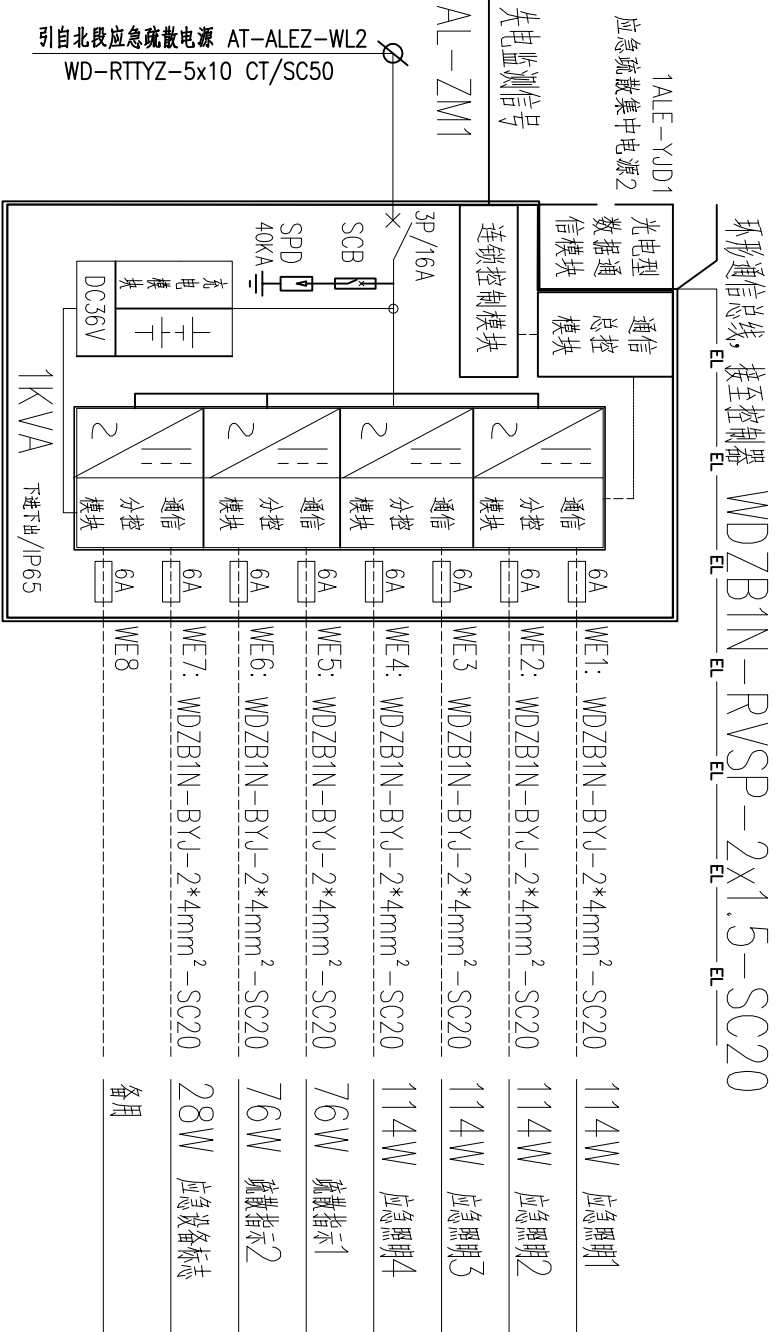 引自北段应急疏散电源 AT-ALEZ-WL2
WD-RTTYZ-5x10 CT/SC50
环形通信总线，接至控制器 WDZB1N-RVSP-2x1.5-SC20
EL EL EL EL EL EL EL
1ALE-YJD1
应急疏散集中电源2
失电监测信号
AL-ZM1
光电型
数据通
信模块
通信
总控
模块
连锁控制模块
3P/16A
SCB
SPD
40KA
充电模
块
DC36V
1KVA
下进下出/IP65
通信
分控
模块
通信
分控
模块
通信
分控
模块
通信
分控
模块
6A WE1: WDZB1N-BYJ-2*4mm²-SC20 114W 应急照明1
6A WE2: WDZB1N-BYJ-2*4mm²-SC20 114W 应急照明2
6A WE3 WDZB1N-BYJ-2*4mm²-SC20 114W 应急照明3
6A WE4: WDZB1N-BYJ-2*4mm²-SC20 114W 应急照明4
6A WE5: WDZB1N-BYJ-2*4mm²-SC20 76W 疏散指示1
6A WE6: WDZB1N-BYJ-2*4mm²-SC20 76W 疏散指示2
6A WE7: WDZB1N-BYJ-2*4mm²-SC20 28W 应急设备标志
6A WE8 备用